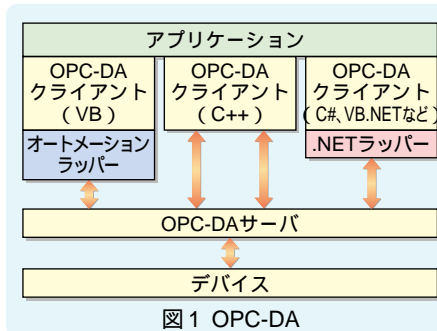 アプリケーション
OPC-DA
クライアント
（VB）
オートメーション
ラッパー
OPC-DA
クライアント
（C++）
OPC-DA
クライアント
（C#、VB.NETなど）
.NETラッパー
OPC-DAサーバ
デバイス
図1 OPC-DA